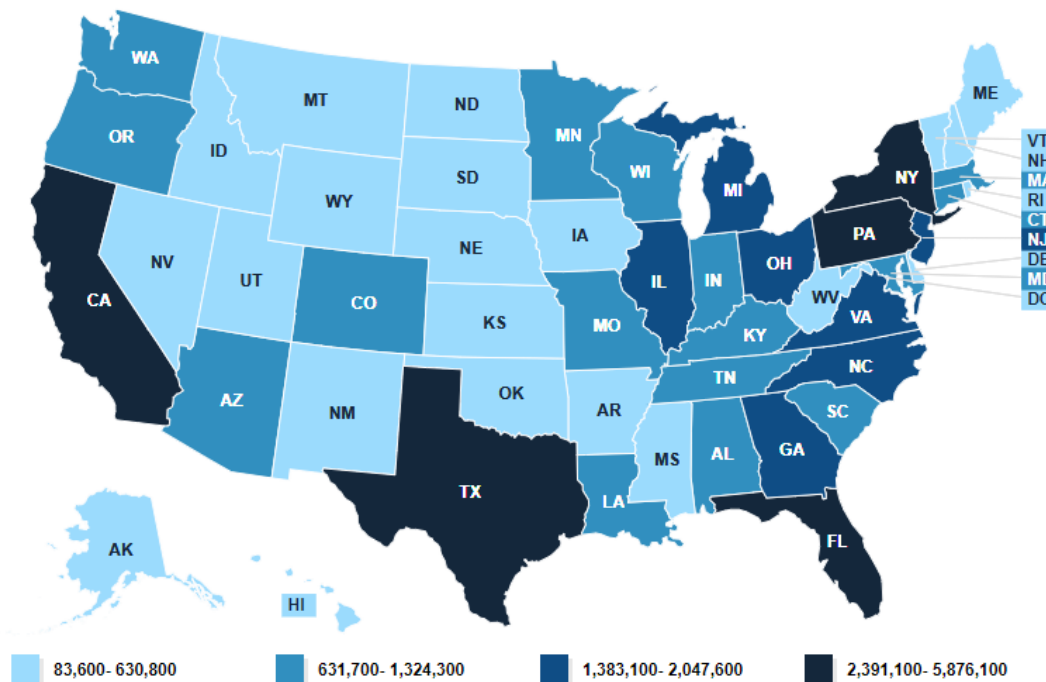 WA
MT
ND
MN
ME
VT
NH
MA
RI
CT
NJ
DE
MD
DC
OR
ID
WY
SD
WI
MI
NY
PA
NV
UT
CA
NE
IA
IL
IN
OH
WV
VA
CO
KS
MO
KY
NC
TN
SC
AZ
NM
OK
AR
MS
AL
GA
TX
LA
FL
AK
HI
83,600- 630,800
631,700- 1,324,300
1,383,100- 2,047,600
2,391,100- 5,876,100